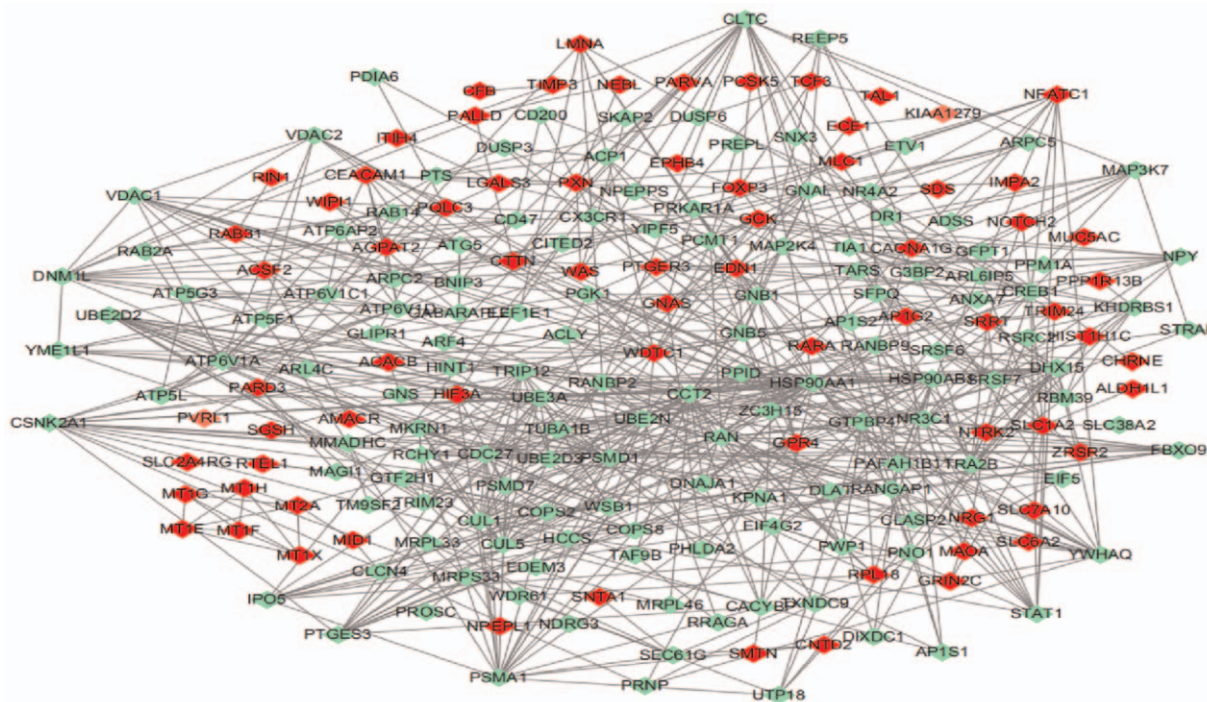 CLTC
REEP5
LMNA
PDIA6
CFB
TIMP3
NEBL
PARVA
PCSK5
TCF3
TAL1
NFATC1
KIAA1279
PALLD
CD200
SKAP2
DUSP6
ECE1
VDAC2
ITIH4
DUSP3
ACP1
PREPL
SNX3
ETV1
ARPC5
MLC1
MAP3K7
RIN1
CEACAM1
PTS
LGALS3
PXN
NPEPPS
EPHB4
FOXP3
GNAL
NR4A2
SDS
IMPA2
VDAC1
WIPI1
RAB14
PQLC3
CD47
CX3CR1
PRKAR1A
GCK
DR1
ADSS
NOTCH2
RAB31
ATP6AP2
AGPAT2
ATG5
CITED2
YIPF5
PCMT1
MAP2K4
TIA1
CACNA1G
GFPT1
MUC5AC
RAB2A
DNM1L
ACSF2
ARPC2
CTTN
WAS
PTGER3
EDN1
TARS
G3BP2
ARL6IP5
PPM1A
NPY
ATP5G3
ATP6V1C1
BNIP3
PGK1
GNB1
SFPQ
ANXA7
CREB1
PPP1R13B
UBE2D2
ATP5F1
ATP6V1D
EEF1E1
GNAS
AP1S2
AP1G2
SRR1
TRIM24
KHDRBS1
STRAP
GLIPR1
ARF4
ACLY
GNB5
RANBP9
SRSF6
RSRC2
HIST1H1C
YME1L1
ATP6V1A
ACACB
HINT1
TRIP12
WDTC1
RARA
PPID
DHX15
CHRNE
ATP5L
ARL4C
PARD3
GNS
HIF3A
UBE3A
RANBP2
CCT2
HSP90AA1
SRSF7
RBM39
ALDH1L1
CSNK2A1
PVRL1
AMACR
MKRN1
TUBA1B
UBE2N
ZC3H15
GTPBP4
NR3C1
SLC1A2
SLC38A2
SGSH
MMADHC
RCHY1
CDC27
UBE2D3
PSMD1
RAN
GPR4
NTRK2
ZRSR2
FBXO9
SLC2A4RG
RTEL1
MAGI1
GTF2H1
PSMD7
DNAJA1
PAFAH1B1
TRA2B
EIF5
MT1G
MT1H
MT2A
TM9SF2
TRIM23
COPS2
WSB1
KPNA1
DLAT
RANGAP1
SLC7A10
MT1E
MT1F
CUL1
COPS8
EIF4G2
CLASP2
NRG1
SLC6A2
MT1X
MID1
MRPL33
CUL5
HCCS
TAF9B
PHLDA2
PWP1
PNO1
MAOA
YWHAQ
CLCN4
MRPS33
EDEM3
RPL18
GRIN2C
IPO5
PROSC
WDR61
SNTA1
MRPL46
TXNDC9
STAT1
PTGES3
NPEPL1
NDRG3
RRAGA
DIXDC1
SEC61G
SMTN
CNTD2
AP1S1
PSMA1
PRNP
UTP18